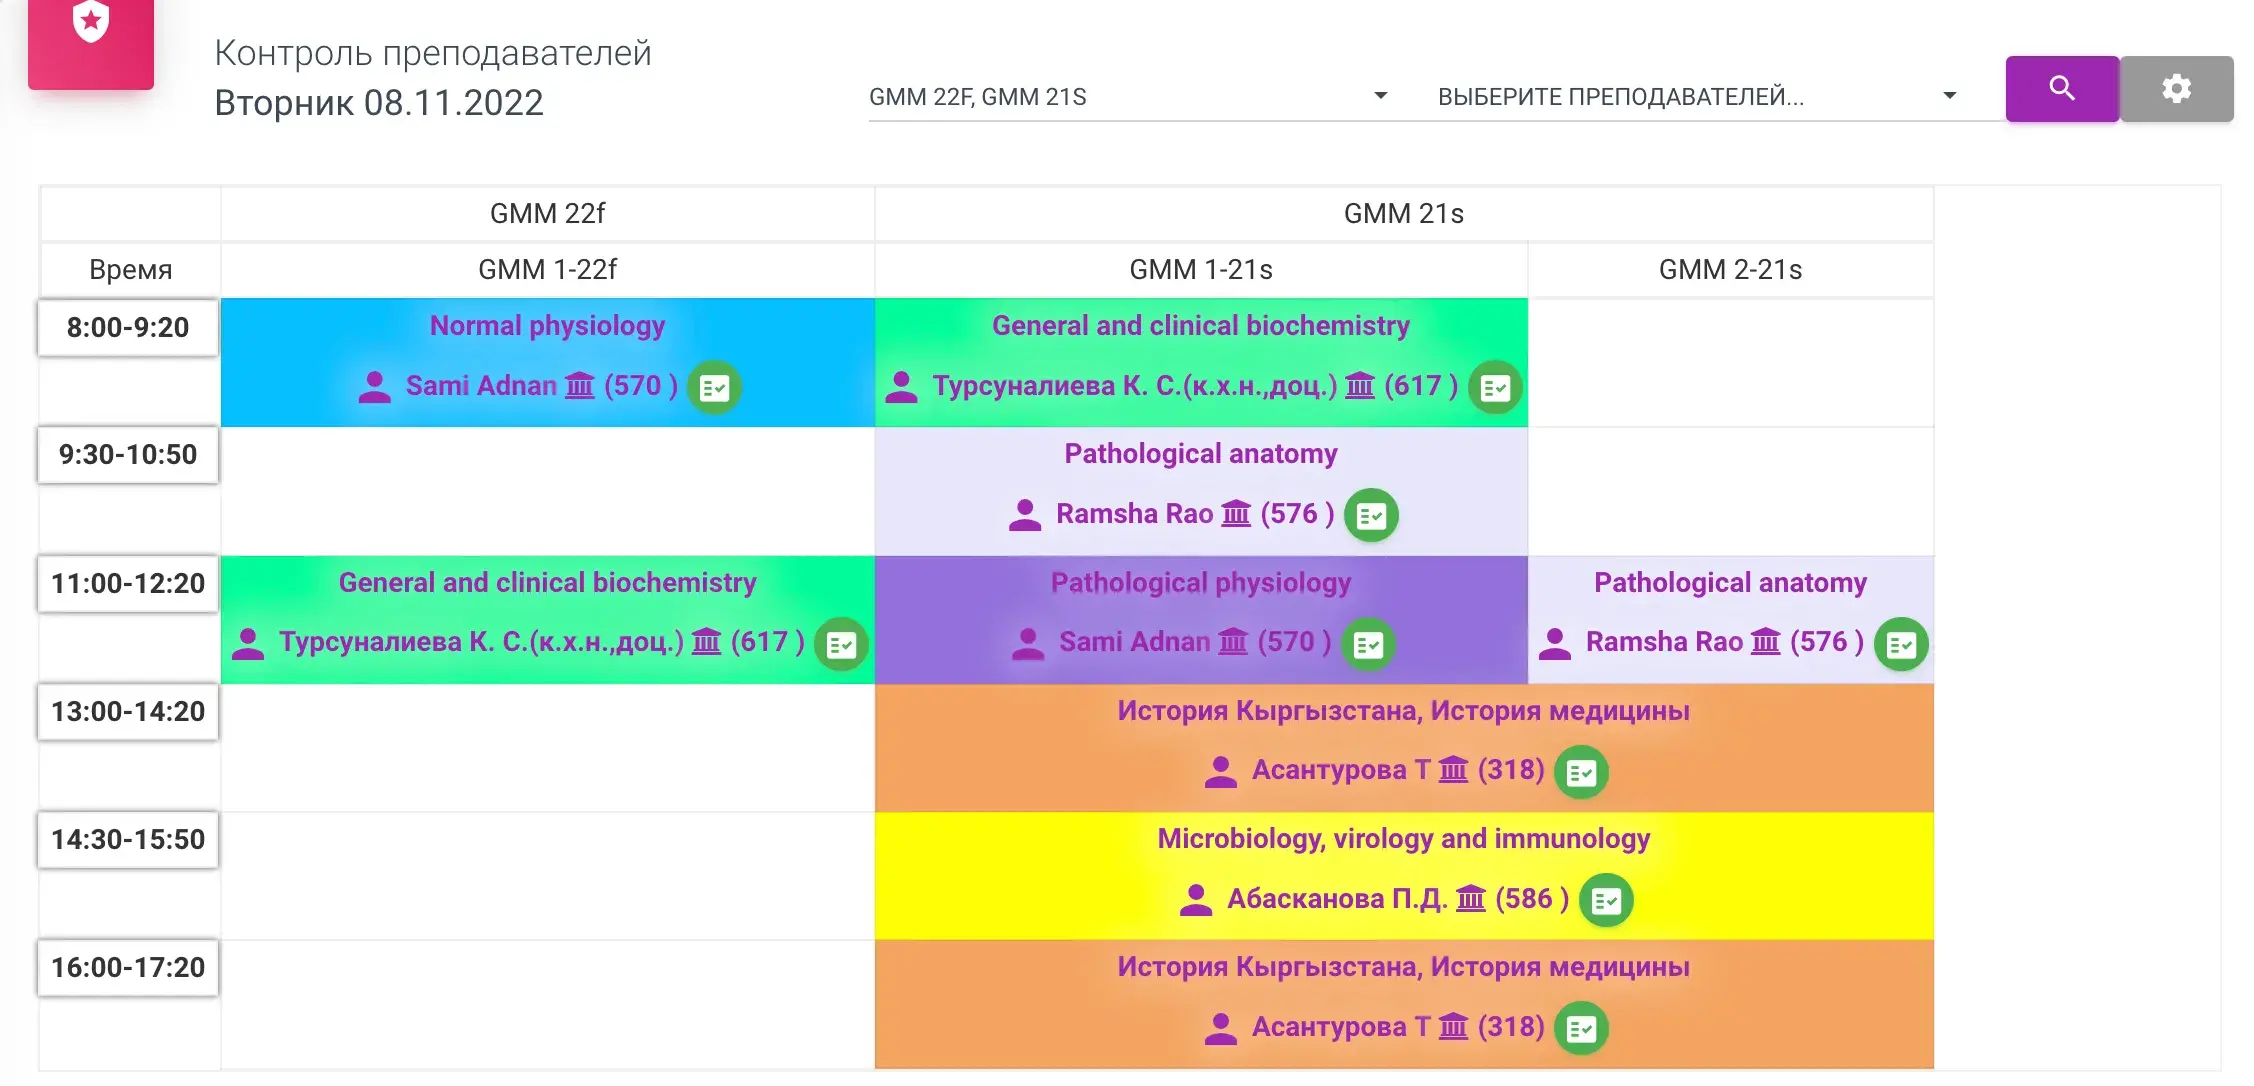 Контроль преподавателей
Вторник 08.11.2022
GMM 22F, GMM 21S
ВЫБЕРИТЕ ПРЕПОДАВАТЕЛЕЙ...
GMM 22f GMM 21s
Время GMM 1-22f GMM 1-21s GMM 2-21s
8:00-9:20
Normal physiology
Sami Adnan (570 )
General and clinical biochemistry
Турсуналиева К. С.(к.х.н.,доц.) (617 )
9:30-10:50
Pathological anatomy
Ramsha Rao (576 )
11:00-12:20
General and clinical biochemistry
Турсуналиева К. С.(к.х.н.,доц.) (617 )
Pathological physiology
Sami Adnan (570 )
Pathological anatomy
Ramsha Rao (576 )
13:00-14:20
История Кыргызстана, История медицины
Асантурова Т (318)
14:30-15:50
Microbiology, virology and immunology
Абасканова П.Д. (586 )
16:00-17:20
История Кыргызстана, История медицины
Асантурова Т (318)